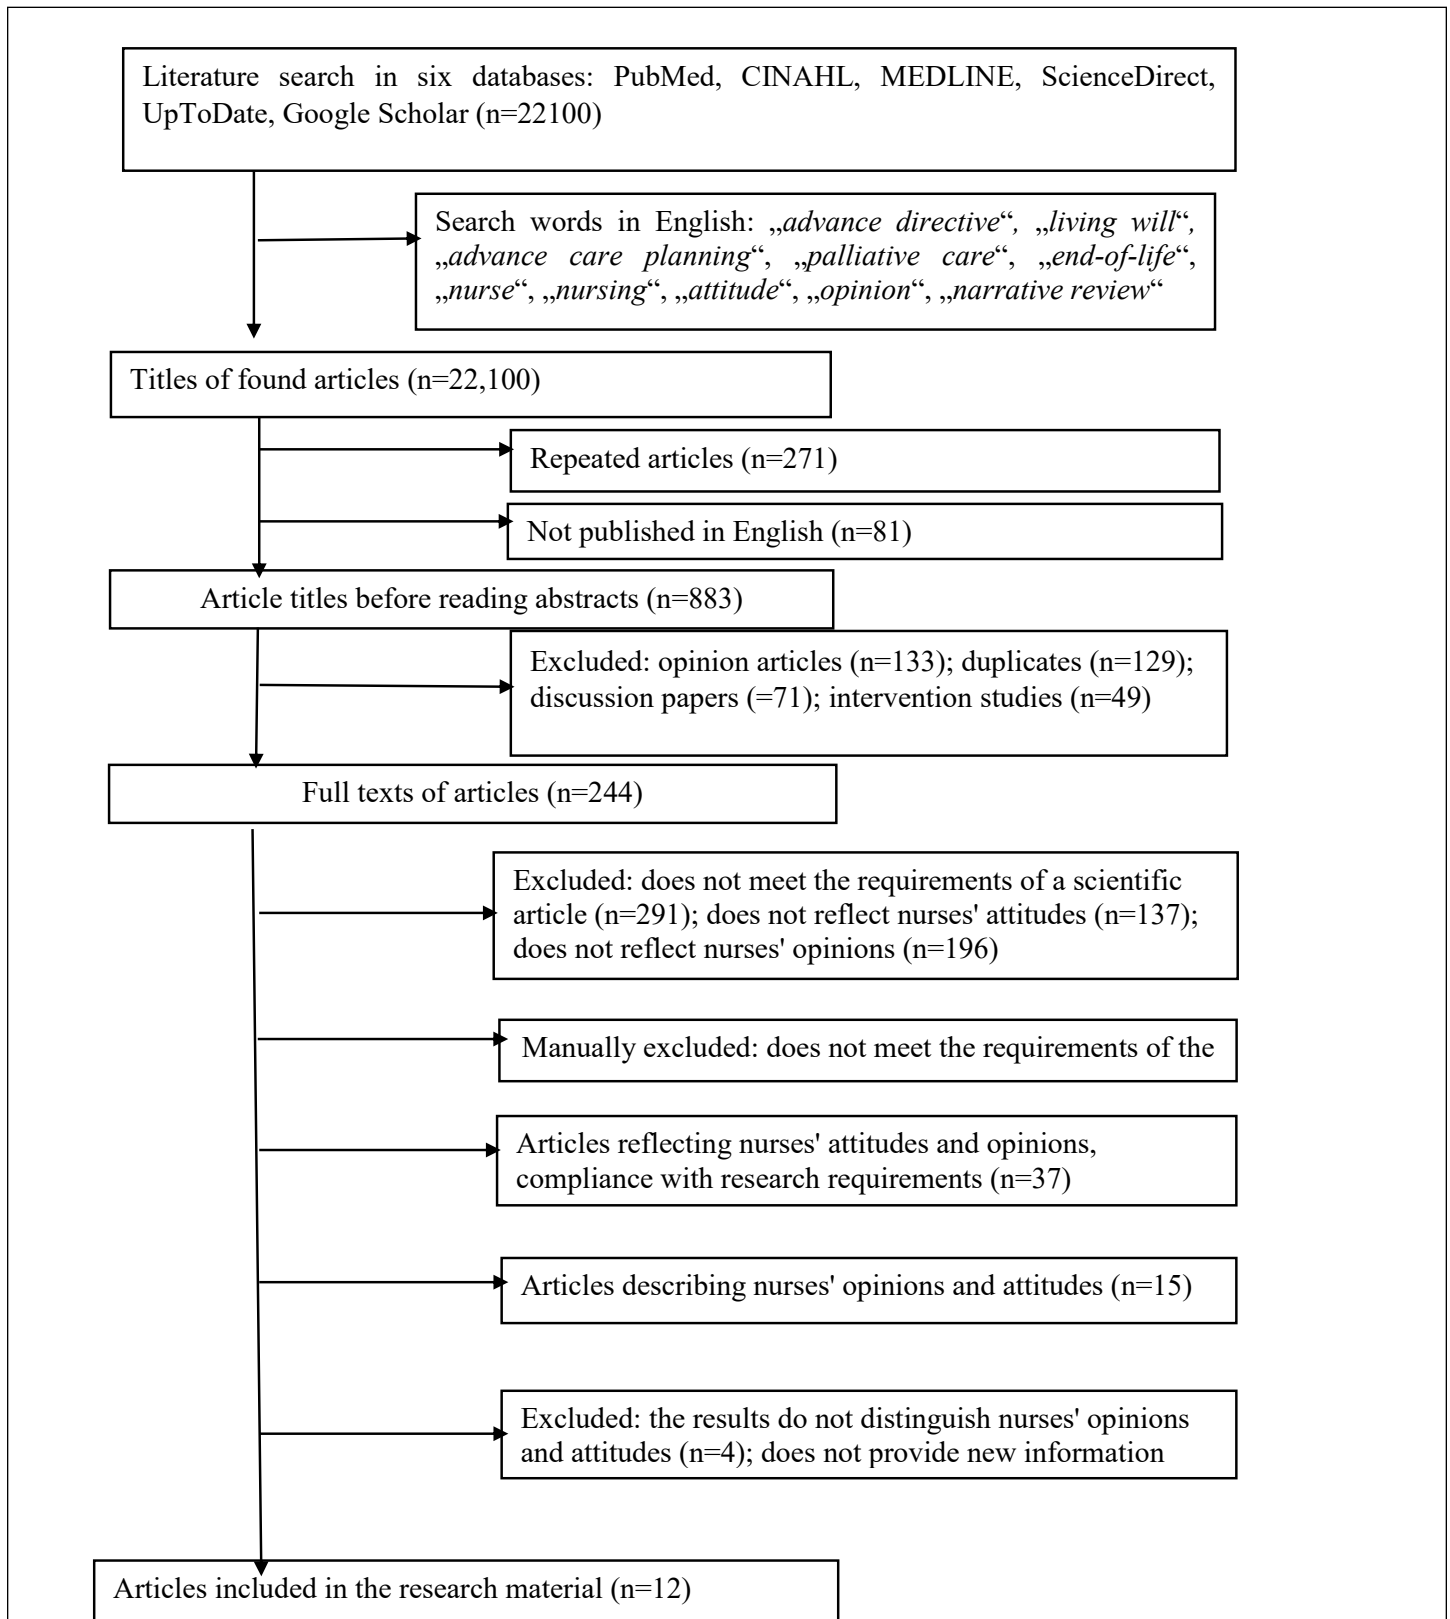 Literature search in six databases: PubMed, CINAHL, MEDLINE, ScienceDirect,
UpToDate, Google Scholar (n=22100)
Search words in English: „advance directive“, „living will“,
„advance care planning“, „palliative care“, „end-of-life“,
„nurse“, „nursing“, „attitude“, „opinion“, „narrative review“
Titles of found articles (n=22,100)
Repeated articles (n=271)
Not published in English (n=81)
Article titles before reading abstracts (n=883)
Excluded: opinion articles (n=133); duplicates (n=129);
discussion papers (=71); intervention studies (n=49)
Full texts of articles (n=244)
Excluded: does not meet the requirements of a scientific
article (n=291); does not reflect nurses' attitudes (n=137);
does not reflect nurses' opinions (n=196)
Manually excluded: does not meet the requirements of the
Articles reflecting nurses' attitudes and opinions,
compliance with research requirements (n=37)
Articles describing nurses' opinions and attitudes (n=15)
Excluded: the results do not distinguish nurses' opinions
and attitudes (n=4); does not provide new information
Articles included in the research material (n=12)